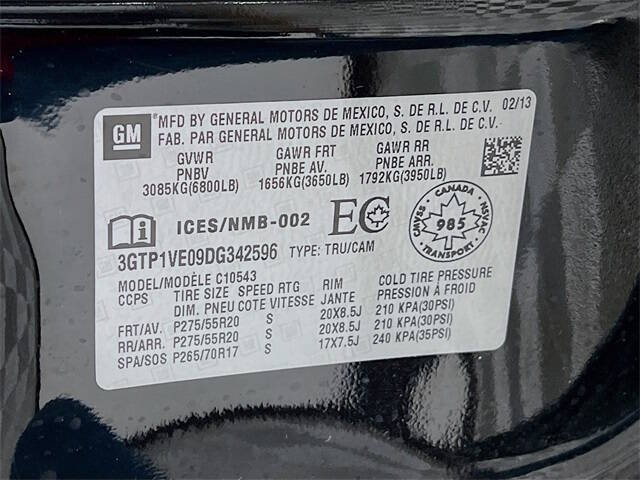 GM
*MFD BY GENERAL MOTORS DE MEXICO, S. DE R.L. DE C.V. 02/13
FAB. PAR GENERAL MOTORS DE MEXICO, S. DE R.L. DE C.V.
GVWR GAWR FRT GAWR RR
PNBV PNBE AV. PNBE ARR.
3085KG(6800LB) 1656KG(3650LB) 1792KG(3950LB)
ICES/NMB-002 EC
CANADA
CMVSS 985 NSVAC
TRANSPORT
3GTP1VE09DG342596 TYPE: TRU/CAM
MODEL/MODÈLE C10543
CCPS TIRE SIZE SPEED RTG RIM COLD TIRE PRESSURE
DIM. PNEU COTE VITESSE JANTE PRESSION À FROID
FRT/AV. P275/55R20 S 20X8.5J 210 KPA(30PSI)
RR/ARR. P275/55R20 S 20X8.5J 210 KPA(30PSI)
SPA/SOS P265/70R17 S 17X7.5J 240 KPA(35PSI)